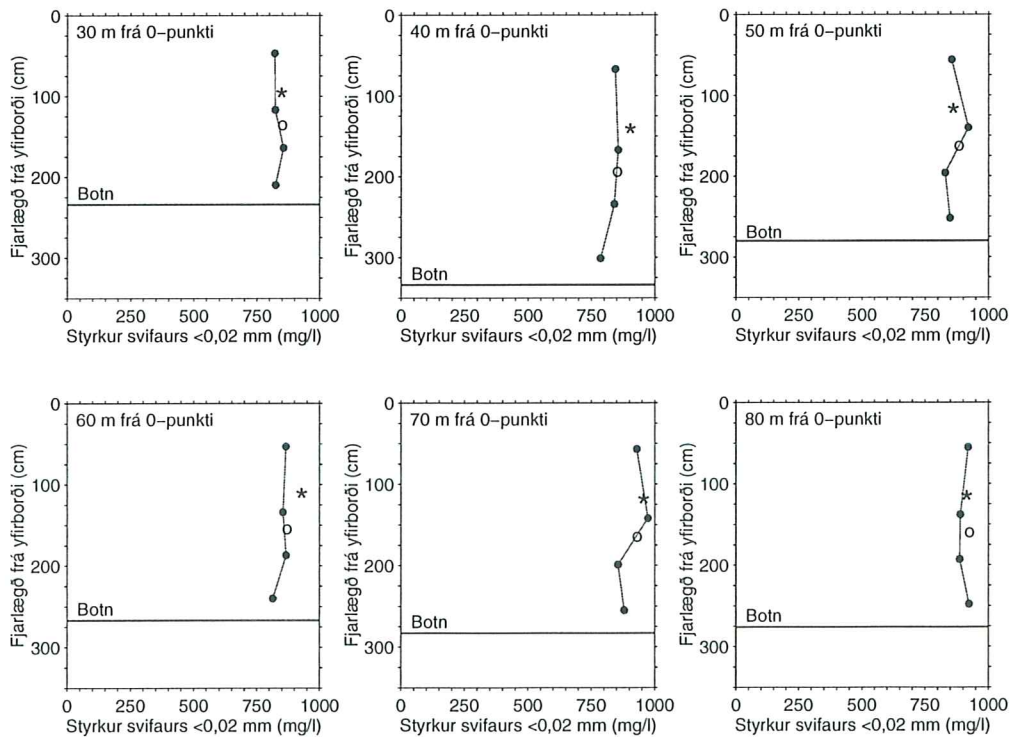 30 m frá 0–punkti
Fjarlægð frá yfirborði (cm)
0
100
200
300
*
o
Botn
0 250 500 750 1000
Styrkur svifaurs <0,02 mm (mg/l)
40 m frá 0–punkti
Fjarlægð frá yfirborði (cm)
0
100
200
300
*
o
Botn
0 250 500 750 1000
Styrkur svifaurs <0,02 mm (mg/l)
50 m frá 0–punkti
Fjarlægð frá yfirborði (cm)
0
100
200
300
*
o
Botn
0 250 500 750 1000
Styrkur svifaurs <0,02 mm (mg/l)
60 m frá 0–punkti
Fjarlægð frá yfirborði (cm)
0
100
200
300
*
o
Botn
0 250 500 750 1000
Styrkur svifaurs <0,02 mm (mg/l)
70 m frá 0–punkti
Fjarlægð frá yfirborði (cm)
0
100
200
300
*
o
Botn
0 250 500 750 1000
Styrkur svifaurs <0,02 mm (mg/l)
80 m frá 0–punkti
Fjarlægð frá yfirborði (cm)
0
100
200
300
*
o
Botn
0 250 500 750 1000
Styrkur svifaurs <0,02 mm (mg/l)